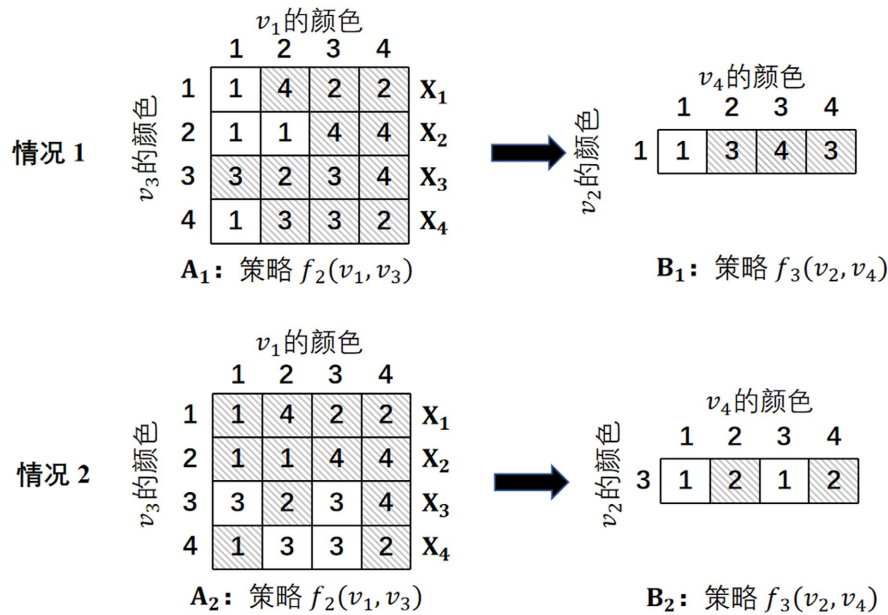 v₁的颜色
1 2 3 4
v₃的颜色
1 1 4 2 2 X₁
2 1 1 4 4 X₂
3 3 2 3 4 X₃
4 1 3 3 2 X₄
情况 1
A₁： 策略 f₂(v₁, v₃)
v₄的颜色
1 2 3 4
v₂的颜色
1 1 3 4 3
B₁： 策略 f₃(v₂, v₄)
v₁的颜色
1 2 3 4
v₃的颜色
1 1 4 2 2 X₁
2 1 1 4 4 X₂
3 3 2 3 4 X₃
4 1 3 3 2 X₄
情况 2
A₂： 策略 f₂(v₁, v₃)
v₄的颜色
1 2 3 4
v₂的颜色
3 1 2 1 2
B₂： 策略 f₃(v₂, v₄)